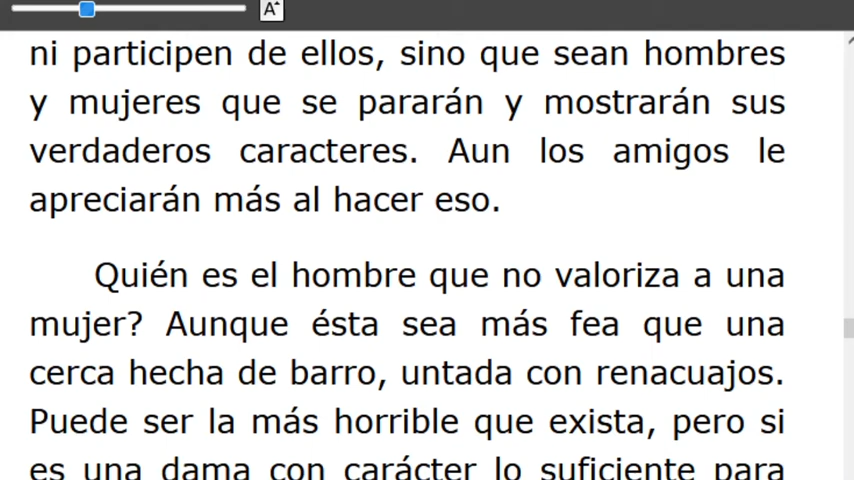 A
ni participen de ellos, sino que sean hombres
y mujeres que se pararán y mostrarán sus
verdaderos caracteres. Aun los amigos le
apreciarán más al hacer eso.
Quién es el hombre que no valoriza a una
mujer? Aunque ésta sea más fea que una
cerca hecha de barro, untada con renacuajos.
Puede ser la más horrible que exista, pero si
es una dama con carácter lo suficiente para